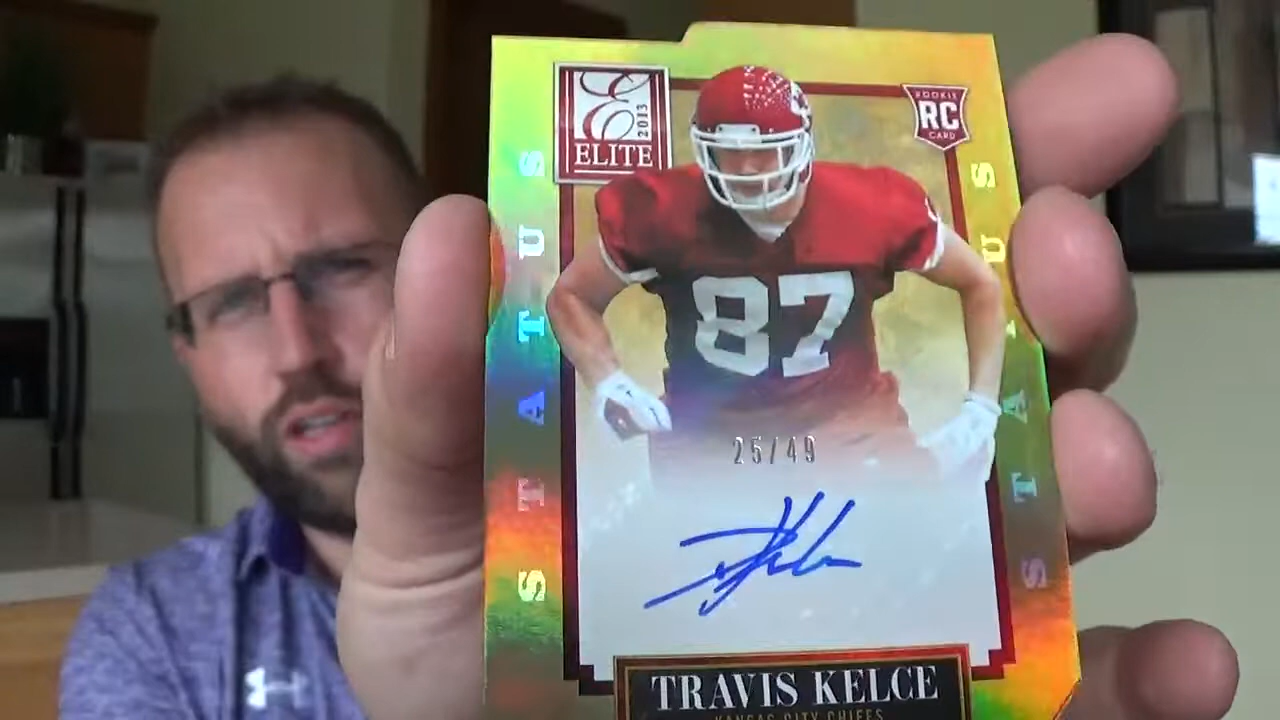 E 2013
ELITE
ROOKIE
RC
CARD
STATUS
STATUS
87
25/49
TRAVIS KELCE
KANSAS CITY CHIEFS